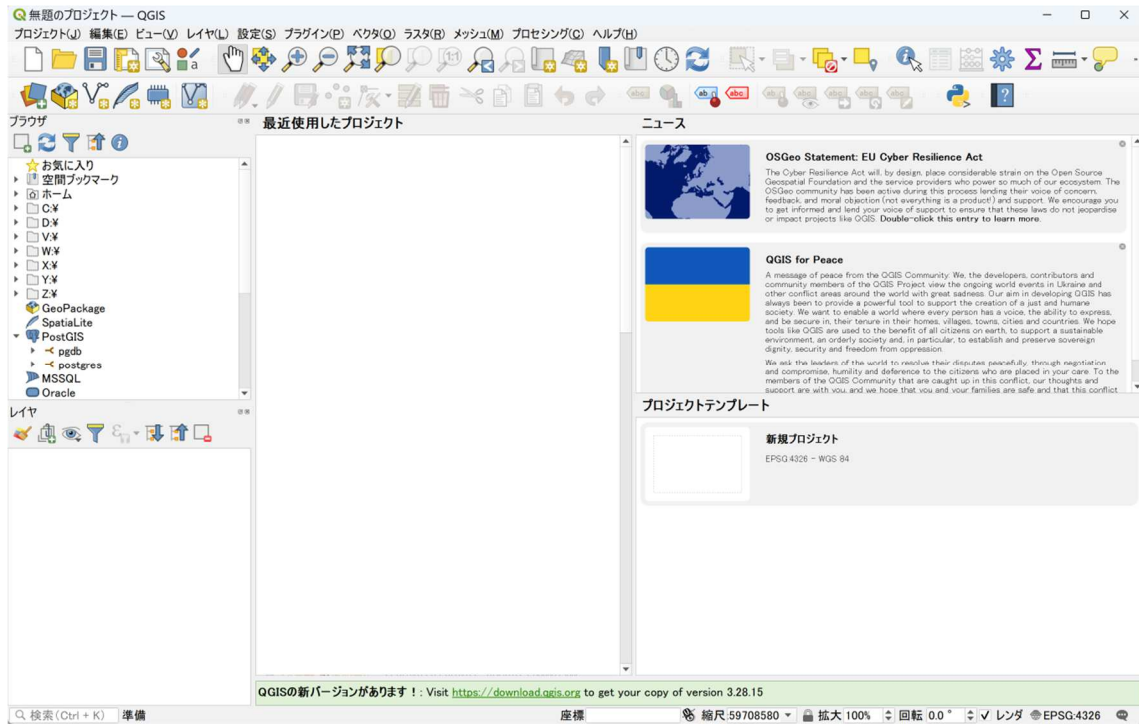 無題のプロジェクト — QGIS
プロジェクト(J) 編集(E) ビュー(V) レイヤ(L) 設定(S) プラグイン(P) ベクタ(O) ラスタ(R) メッシュ(M) プロセシング(C) ヘルプ(H)
ブラウザ
お気に入り
空間ブックマーク
ホーム
C:¥
D:¥
V:¥
W:¥
X:¥
Y:¥
Z:¥
GeoPackage
SpatiaLite
PostGIS
pgdb
postgres
MSSQL
Oracle
レイヤ
最近使用したプロジェクト
ニュース
OSGeo Statement: EU Cyber Resilience Act
The Cyber Resilience Act will, by design, place considerable strain on the Open Source
Geospatial Foundation and the service providers who power so much of our ecosystem. The
OSGeo community has been active during this process lending their voice of concern,
feedback, and moral objection (not everything is a product!) and support. We encourage you
to get informed and lend your voice of support to ensure that these laws do not jeopardise
or impact projects like QGIS. Double-click this entry to learn more.
QGIS for Peace
A message of peace from the QGIS Community: We, the developers, contributors and
community members of the QGIS Project view the ongoing world events in Ukraine and
other conflict areas around the world with great sadness. Our aim in developing QGIS has
always been to provide a powerful tool to support the creation of a just and humane
society. We want to enable a world where every person has a voice, the ability to express,
and be secure in, their tenure in their homes, villages, towns, cities and countries. We hope
tools like QGIS are used to the benefit of all citizens on earth, to support a sustainable
environment, an orderly society and, in particular, to establish and preserve sovereign
dignity, security and freedom from oppression.
We ask the leaders of the world to resolve their disputes peacefully, through negotiation
and compromise, humility and deference to the citizens who are placed in your care. To the
members of the QGIS Community that are caught up in this conflict, our thoughts and
support are with you, and we hope that you and your families are safe and that this conflict
プロジェクトテンプレート
新規プロジェクト
EPSG:4326 - WGS 84
QGISの新バージョンがあります！: Visit https://download.qgis.org to get your copy of version 3.28.15
検索(Ctrl + K) 準備 座標 縮尺 59708580 拡大 100% 回転 0.0 ° レンダ EPSG:4326